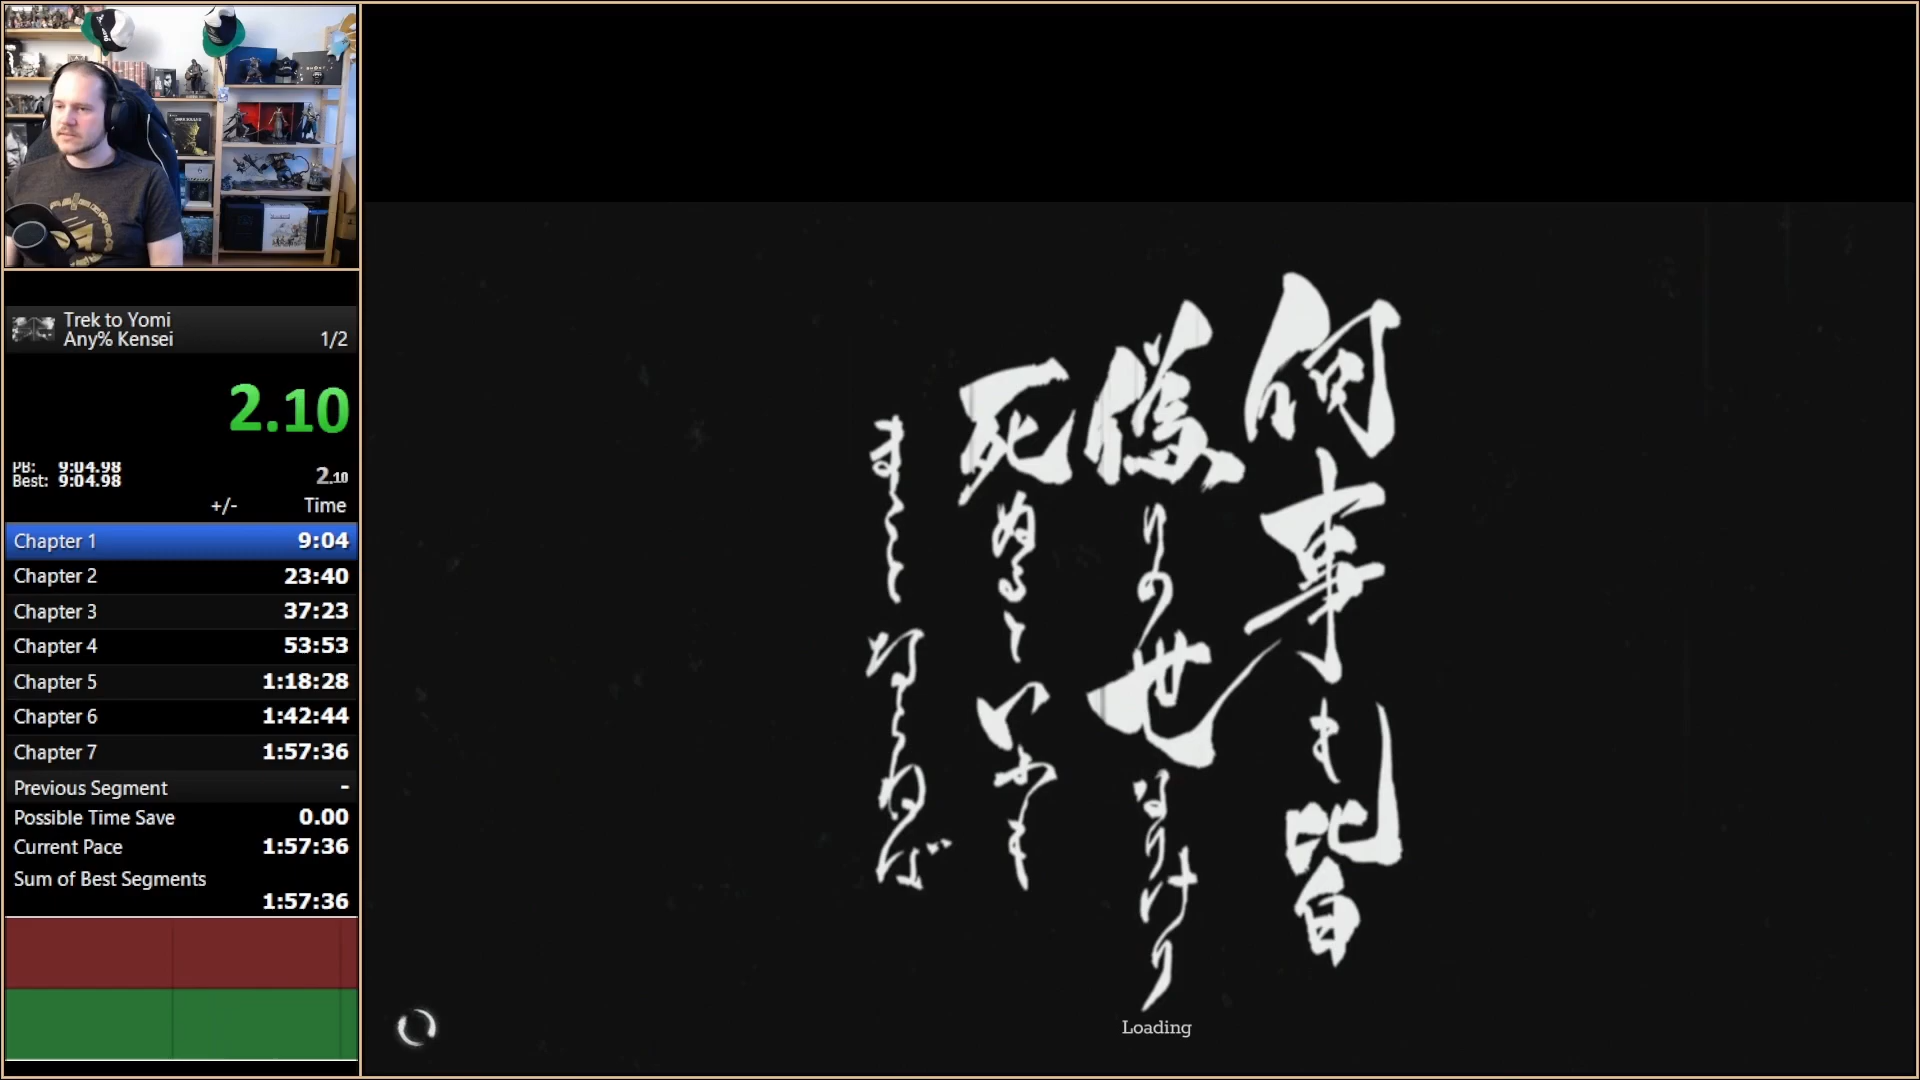 Trek to Yomi
Any% Kensei
1/2
2.10
PB: 9:04.98
Best: 9:04.98
2.10
+/- Time
Chapter 1 9:04
Chapter 2 23:40
Chapter 3 37:23
Chapter 4 53:53
Chapter 5 1:18:28
Chapter 6 1:42:44
Chapter 7 1:57:36
Previous Segment -
Possible Time Save 0.00
Current Pace 1:57:36
Sum of Best Segments
1:57:36
何事も皆
偽りの世なりけり
死ぬるといふも
まことならねば
Loading